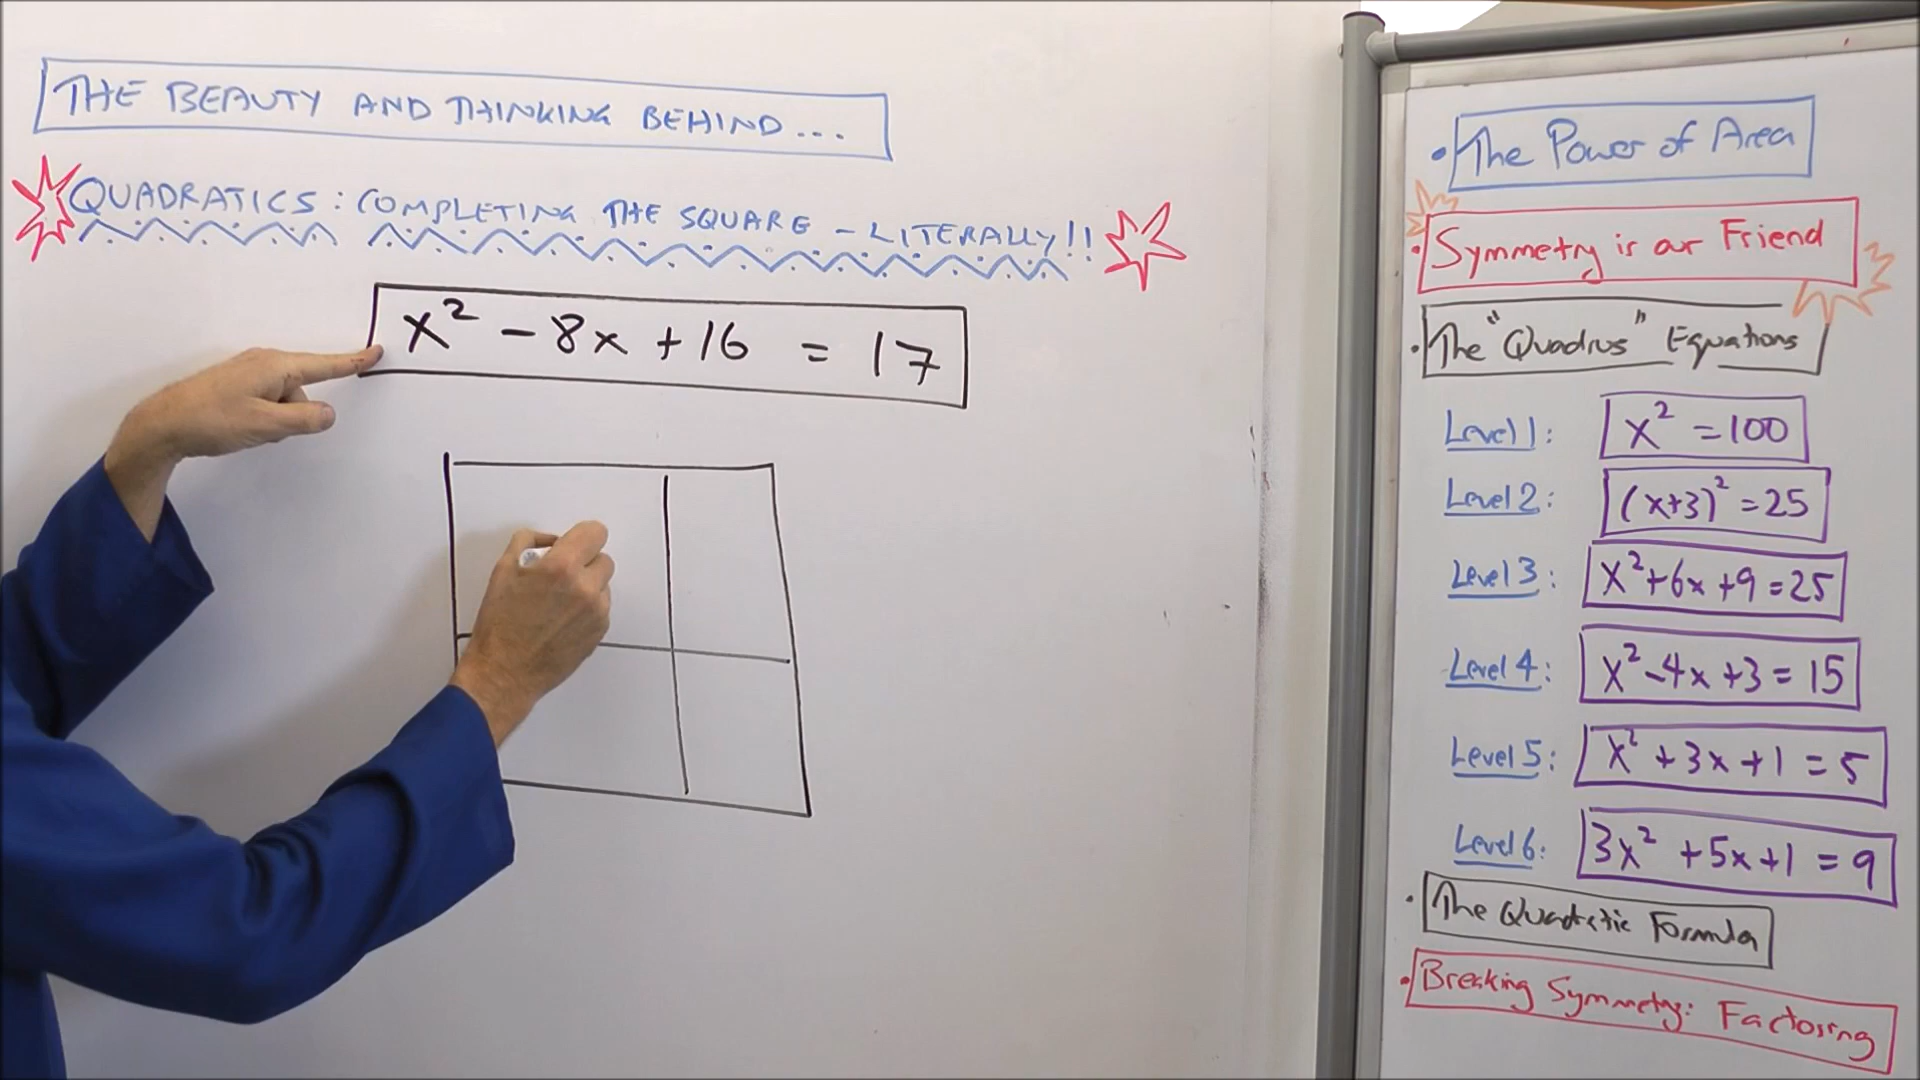 THE BEAUTY AND THINKING BEHIND...
QUADRATICS: COMPLETING THE SQUARE – LITERALLY!!
x² - 8x + 16 = 17
• The Power of Area
• Symmetry is our Friend
• The "Quadrus" Equations
Level 1: x² = 100
Level 2: (x+3)² = 25
Level 3: x² + 6x + 9 = 25
Level 4: x² - 4x + 3 = 15
Level 5: x² + 3x + 1 = 5
Level 6: 3x² + 5x + 1 = 9
• The Quadratic Formula
• Breaking Symmetry: Factoring